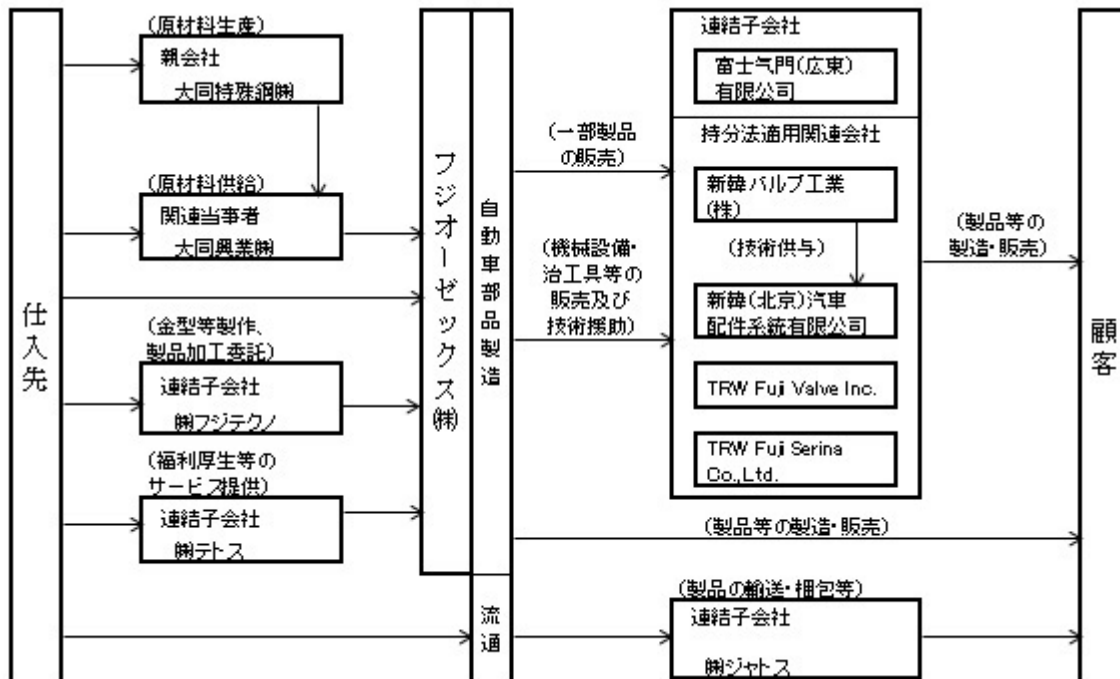 仕入先
(原材料生産)
親会社
大同特殊鋼㈱
(原材料供給)
関連当事者
大同興業㈱
(金型等製作、
製品加工委託)
連結子会社
㈱フジテクノ
(福利厚生等の
サービス提供)
連結子会社
㈱テトス
フジオーゼックス㈱
自動車部品製造
流通
(一部製品
の販売)
(機械設備・
治工具等の
販売及び
技術援助)
連結子会社
富士气門(広東)
有限公司
持分法適用関連会社
新韓バルブ工業
(株)
(技術供与)
新韓(北京)汽車
配件系統有限公司
TRW Fuji Valve Inc.
TRW Fuji Serina
Co.,Ltd.
(製品等の
製造・販売)
(製品等の製造・販売)
(製品の輸送・梱包等)
連結子会社
㈱ジャトス
顧客